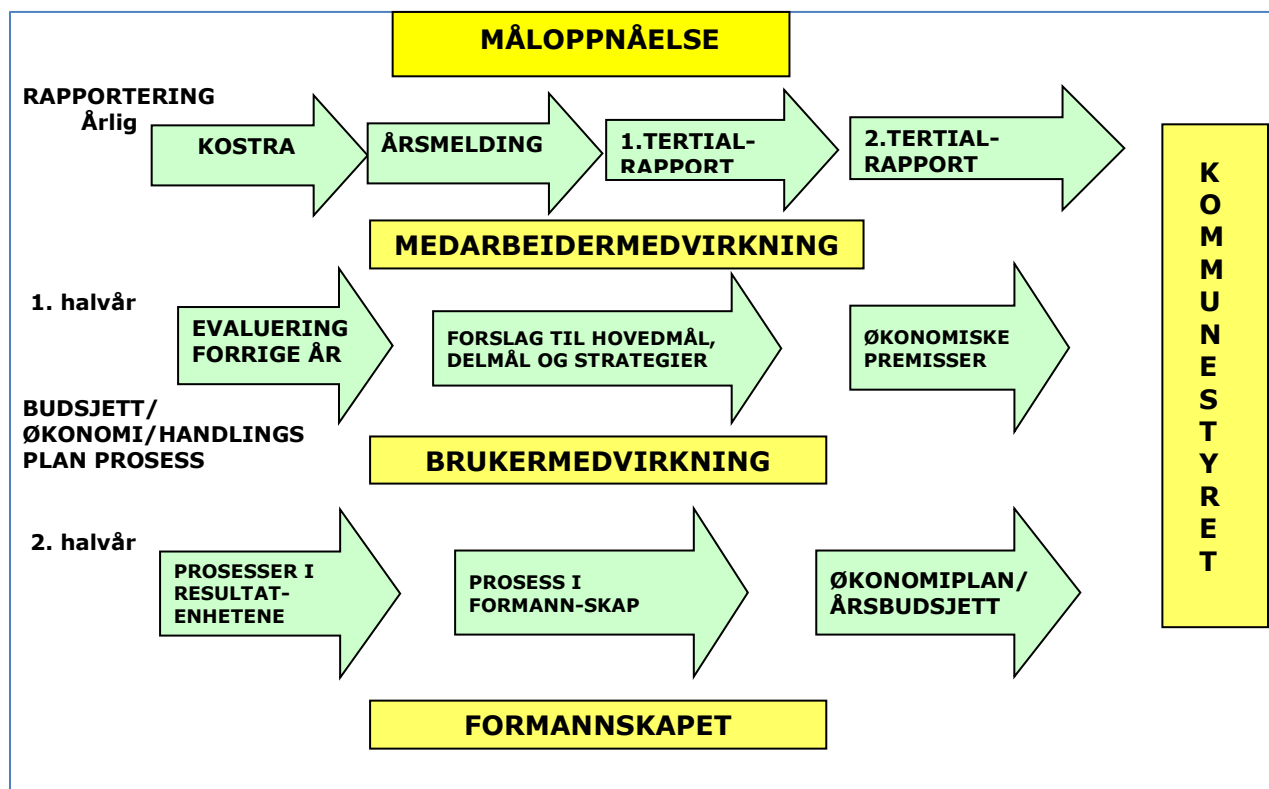 MÅLOPPNÅELSE
RAPPORTERING
Årlig
KOSTRA
ÅRSMELDING
1.TERTIAL-
RAPPORT
2.TERTIAL-
RAPPORT
MEDARBEIDERMEDVIRKNING
1. halvår
EVALUERING
FORRIGE ÅR
FORSLAG TIL HOVEDMÅL,
DELMÅL OG STRATEGIER
ØKONOMISKE
PREMISSER
BUDSJETT/
ØKONOMI/HANDLINGS
PLAN PROSESS
BRUKERMEDVIRKNING
2. halvår
PROSESSER I
RESULTAT-
ENHETENE
PROSESS I
FORMANN-SKAP
ØKONOMIPLAN/
ÅRSBUDSJETT
FORMANNSKAPET
K
O
M
M
U
N
E
S
T
Y
R
E
T